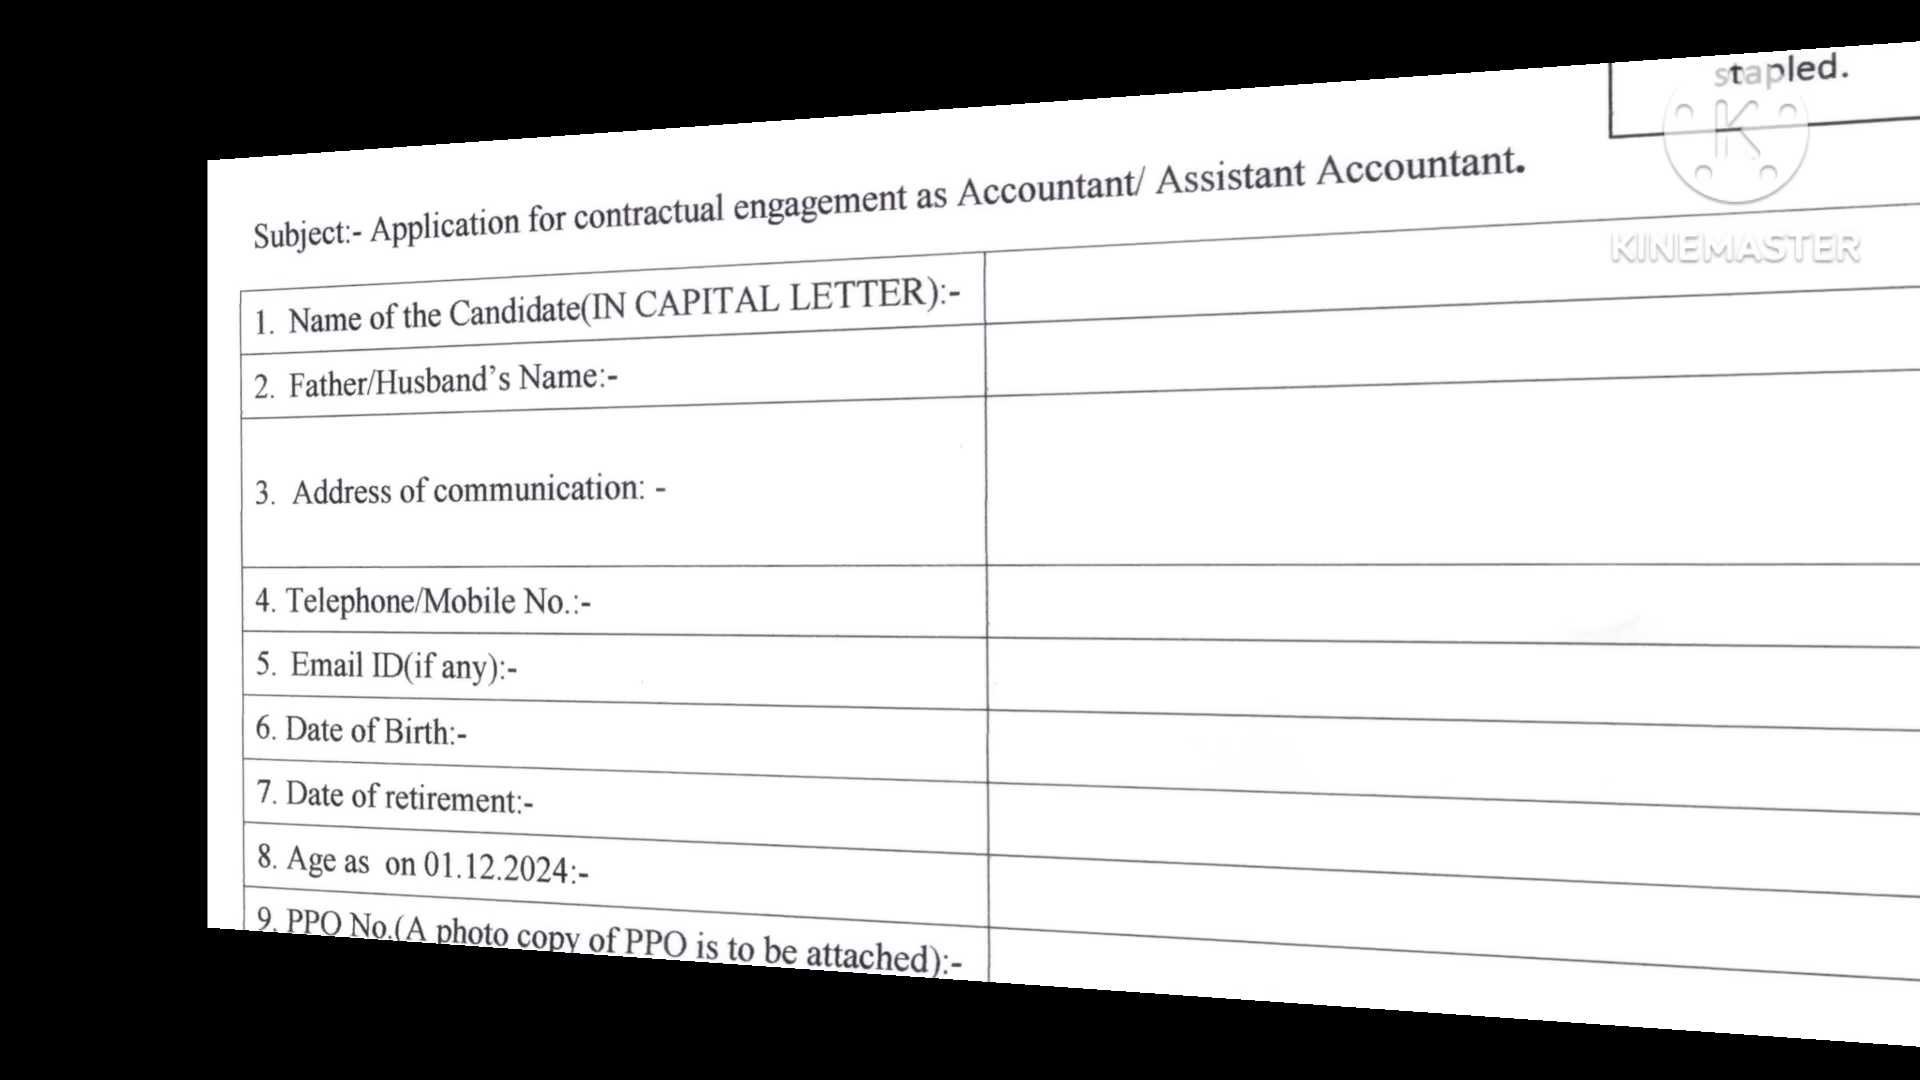 stapled.
KINEMASTER
Subject:- Application for contractual engagement as Accountant/ Assistant Accountant.
1. Name of the Candidate(IN CAPITAL LETTER):-
2. Father/Husband’s Name:-
3. Address of communication: -
4. Telephone/Mobile No.:-
5. Email ID(if any):-
6. Date of Birth:-
7. Date of retirement:-
8. Age as on 01.12.2024:-
9. PPO No.(A photo copy of PPO is to be attached):-